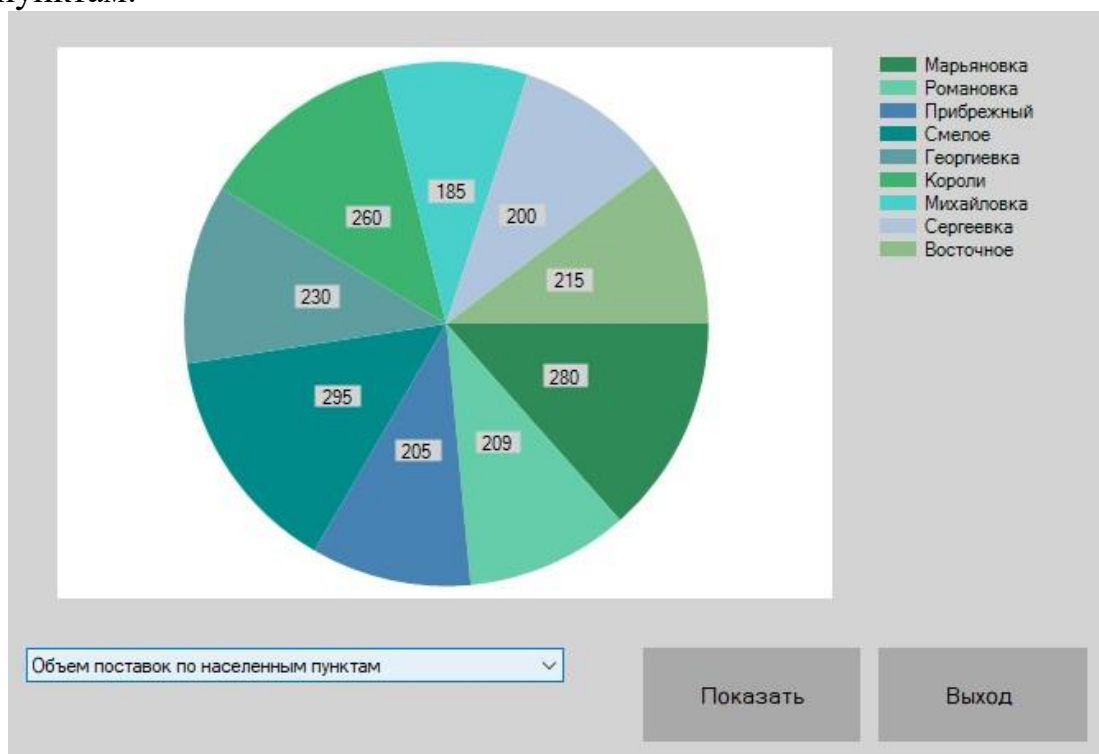 пунктам.
Марьяновка
Романовка
Прибрежный
Смелое
Георгиевка
Короли
Михайловка
Сергеевка
Восточное
185
260
200
230
215
280
295
209
205
Объем поставок по населенным пунктам
Показать
Выход